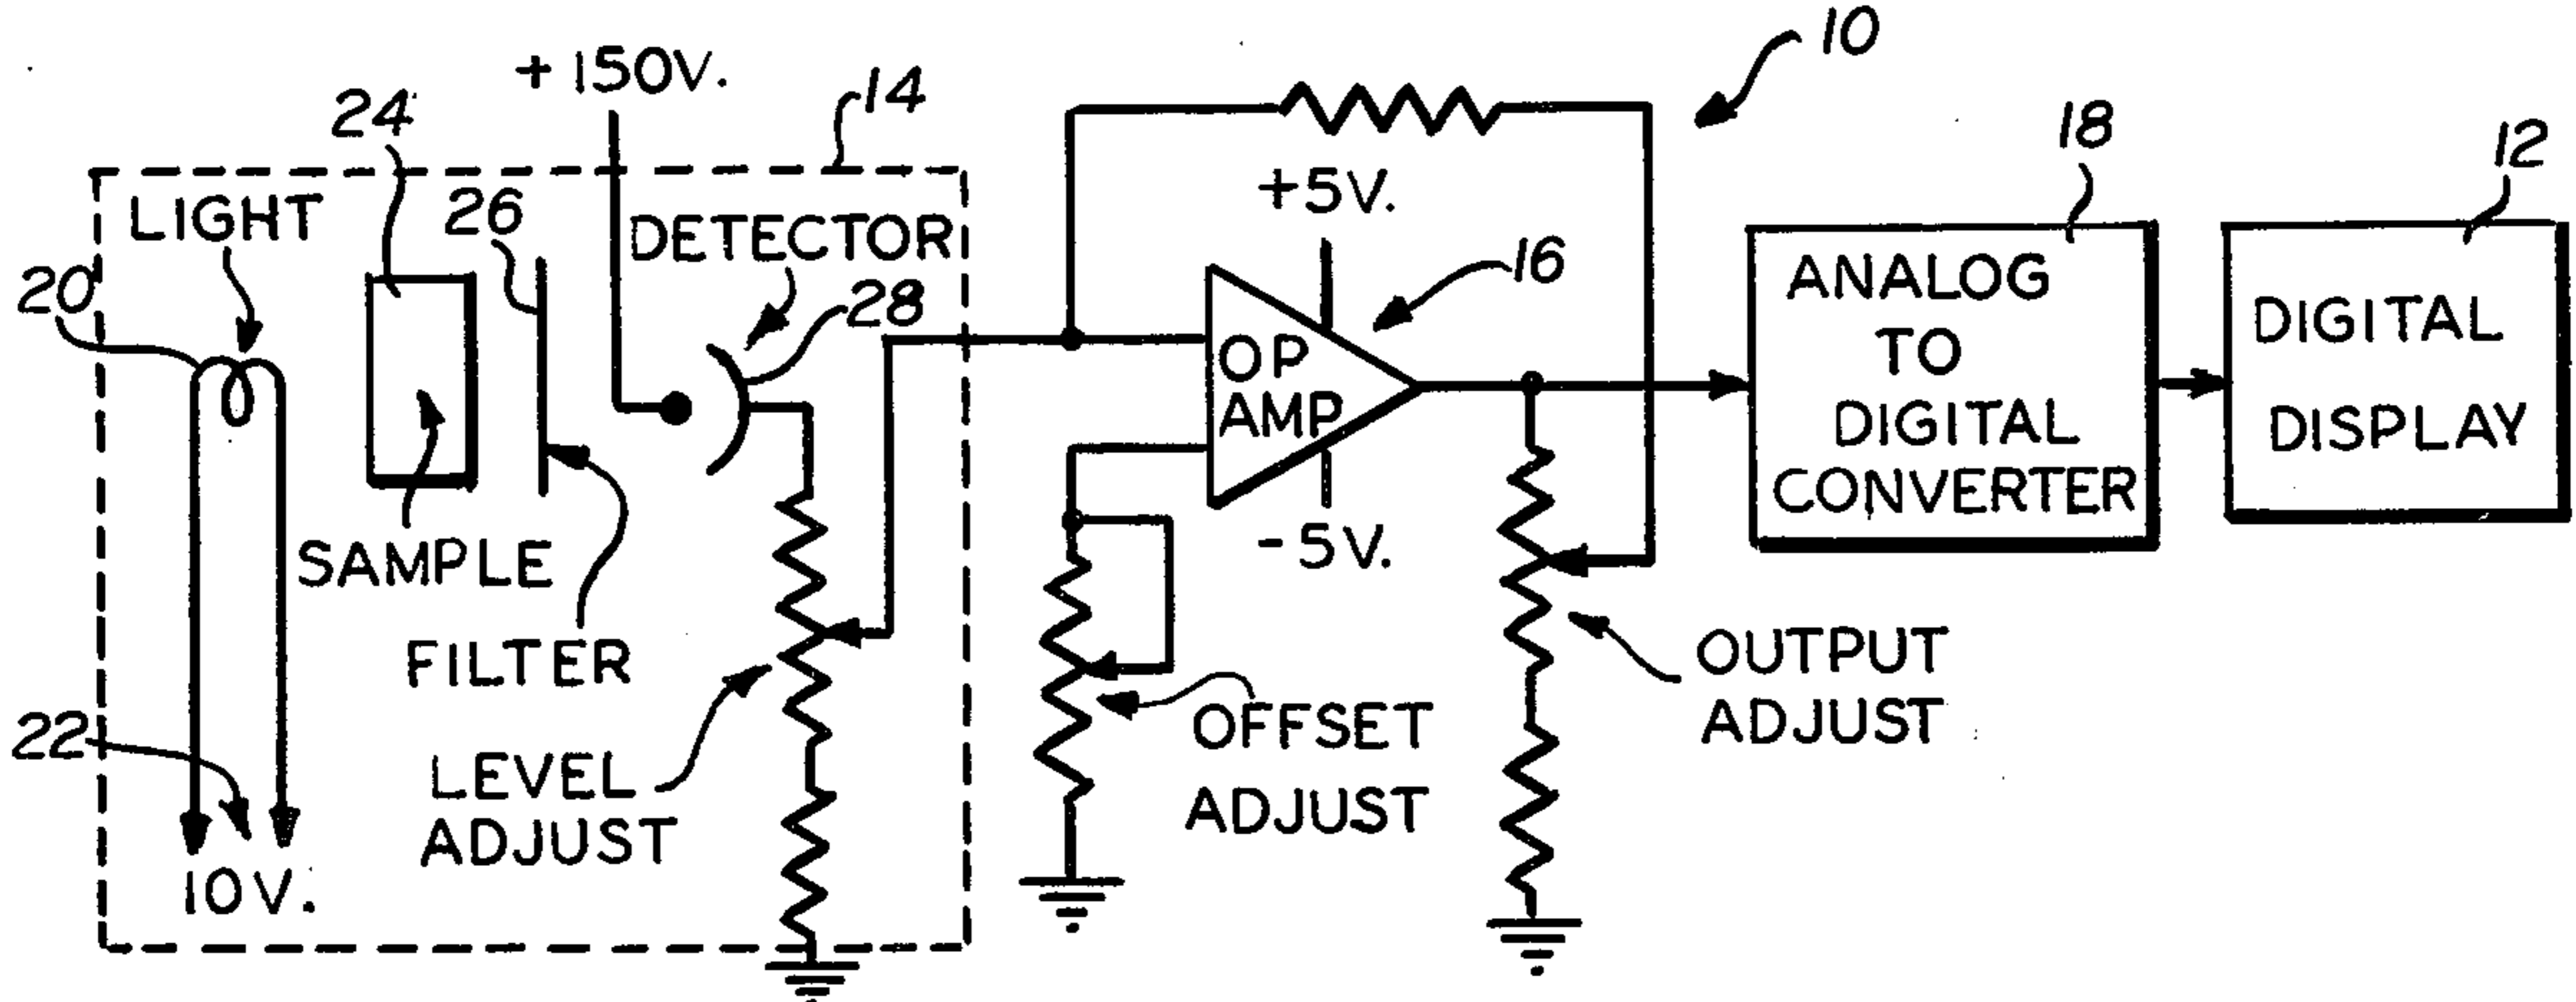 10
+ 150V.
14
24
18
12
LIGHT
26
DETECTOR
+5V.
20
28
16
OP
AMP
ANALOG
TO
DIGITAL
CONVERTER
DIGITAL
DISPLAY
- 5V.
SAMPLE
FILTER
22
LEVEL
ADJUST
OFFSET
ADJUST
OUTPUT
ADJUST
10V.